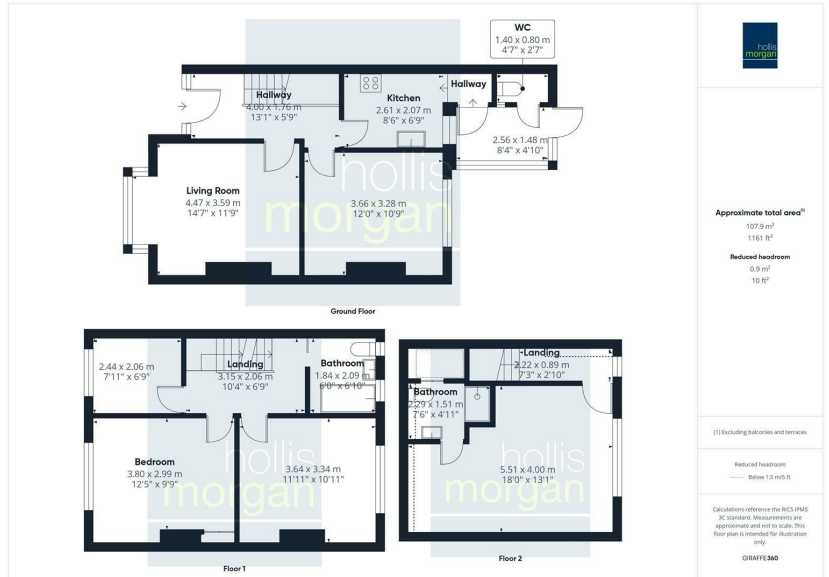 WC
1.40 x 0.80 m
4'7" x 2'7"
Hallway
4.00 x 1.76 m
13'1" x 5'9"
Kitchen
2.61 x 2.07 m
8'6" x 6'9"
Hallway
2.56 x 1.48 m
8'4" x 4'10"
Living Room
4.47 x 3.59 m
14'7" x 11'9"
3.66 x 3.28 m
12'0" x 10'9"
hollis
morgan
Ground Floor
2.44 x 2.06 m
7'11" x 6'9"
Landing
3.15 x 2.06 m
10'4" x 6'9"
Bathroom
1.84 x 2.09 m
6'0" x 6'10"
Bedroom
3.80 x 2.99 m
12'5" x 9'9"
3.64 x 3.34 m
11'11" x 10'11"
hollis
morgan
Floor 1
Landing
2.22 x 0.89 m
7'3" x 2'10"
Bathroom
2.29 x 1.51 m
7'6" x 4'11"
5.51 x 4.00 m
18'0" x 13'1"
hollis
morgan
Floor 2
hollis
morgan
Approximate total area(1)
107.9 m²
1161 ft²
Reduced headroom
0.9 m²
10 ft²
(1) Excluding balconies and terraces
Reduced headroom
Below 1.5 m/5 ft
Calculations reference the RICS IPMS
3C standard. Measurements are
approximate and not to scale. This
floor plan is intended for illustration
only.
GIRAFFE360